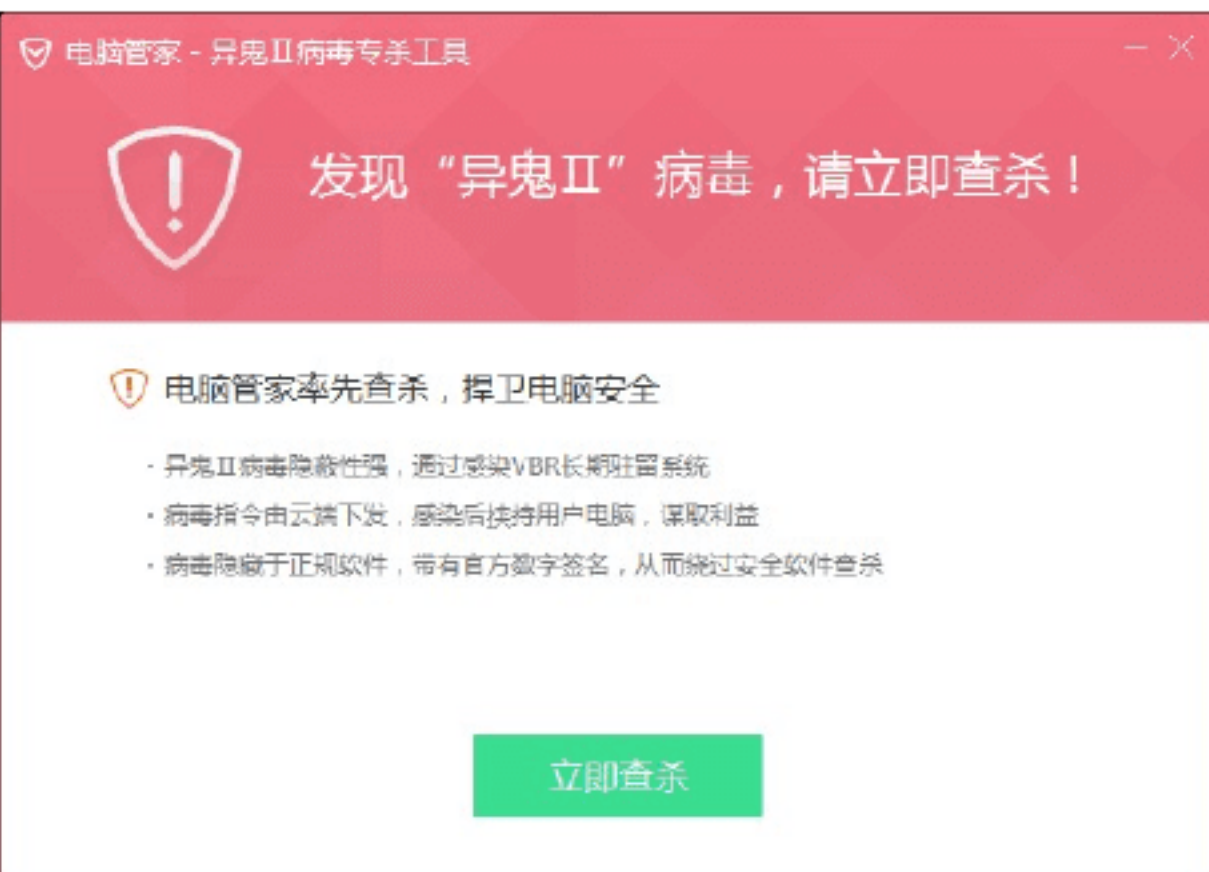 电脑管家 - 异鬼Ⅱ病毒专杀工具
发现“异鬼Ⅱ”病毒，请立即查杀！
电脑管家率先查杀，捍卫电脑安全
· 异鬼Ⅱ病毒隐蔽性强，通过感染VBR长期驻留系统
· 病毒指令由云端下发，感染后挟持用户电脑，谋取利益
· 病毒隐藏于正规软件，带有官方数字签名，从而绕过安全软件查杀
立即查杀